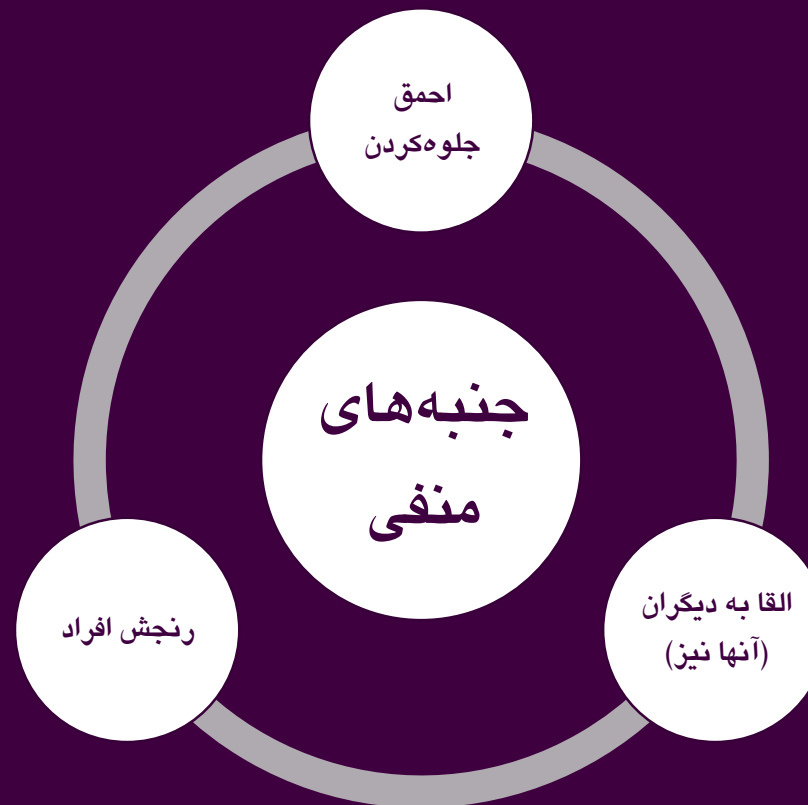 احمق
جلوه‌کردن
جنبه‌های
منفی
القا به دیگران
(آنها نیز)
رنجش افراد